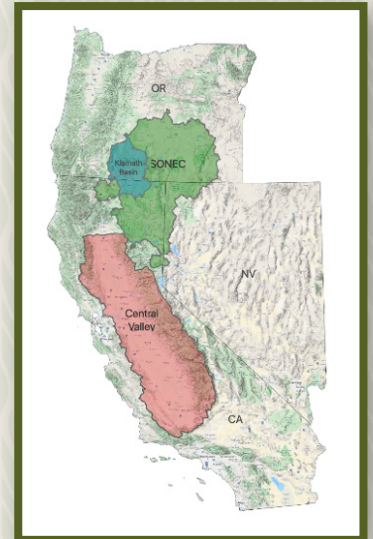 OR
Klamath
Basin
SONEC
NV
Central
Valley
CA